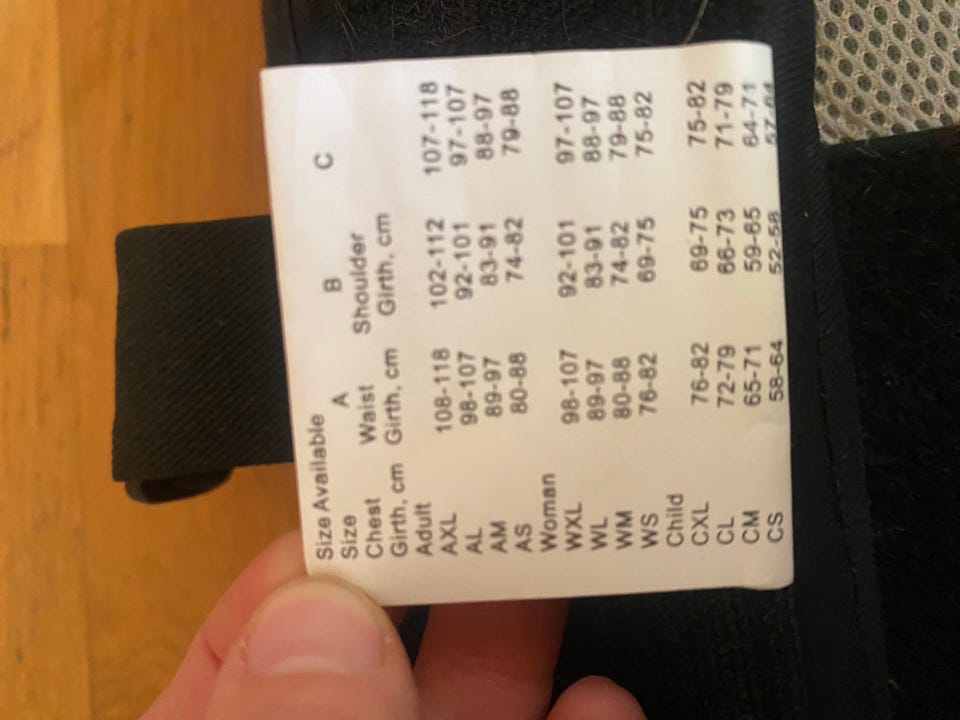 Size Available
Size A B C
Chest Waist Shoulder
Girth, cm Girth, cm Girth, cm
Adult
AXL 108-118 102-112 107-118
AL 98-107 92-101 97-107
AM 89-97 83-91 88-97
AS 80-88 74-82 79-88
Woman
WXL 98-107 92-101 97-107
WL 89-97 83-91 88-97
WM 80-88 74-82 79-88
WS 76-82 69-75 75-82
Child
CXL 76-82 69-75 75-82
CL 72-79 66-73 71-79
CM 65-71 59-65 64-71
CS 58-64 52-58 57-64